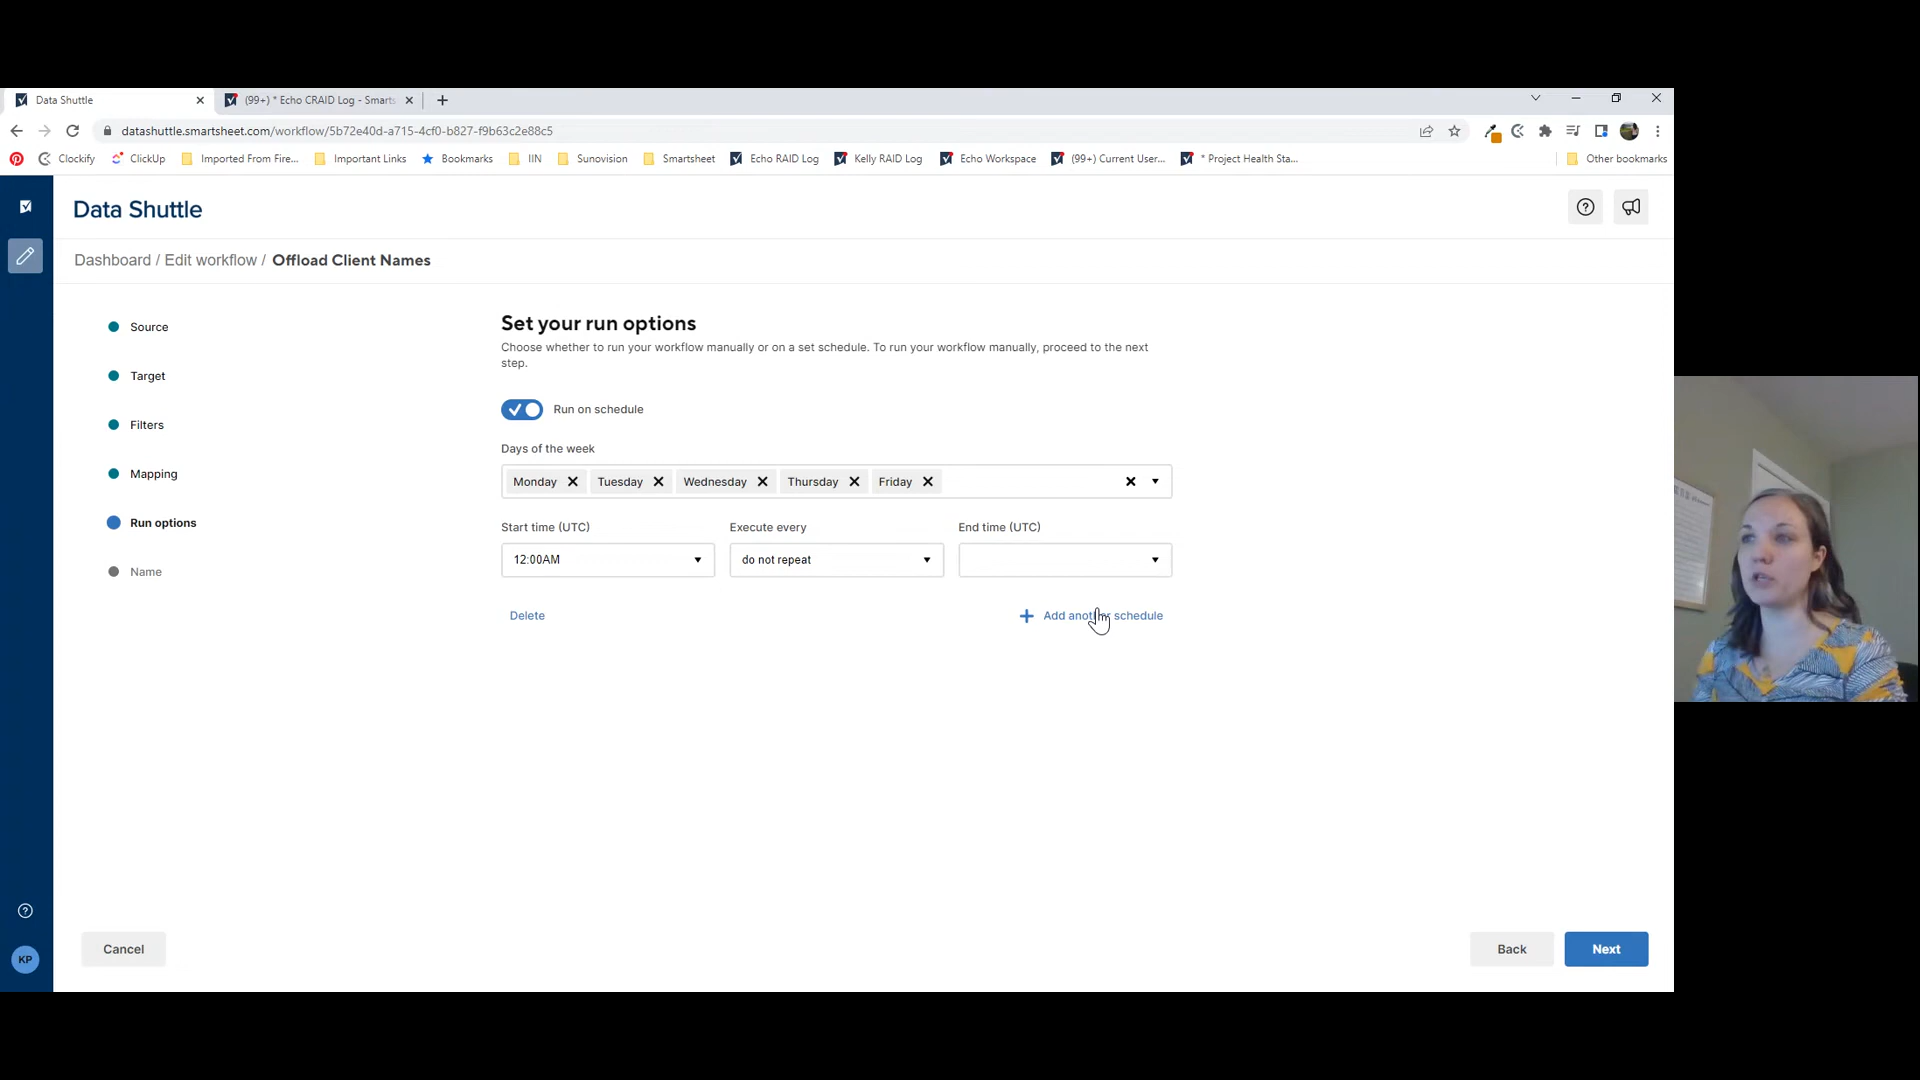 Data Shuttle
(99+) * Echo CRAID Log - Smarts
datashuttle.smartsheet.com/workflow/5b72e40d-a715-4cf0-b827-f9b63c2e88c5
Clockify
ClickUp
Imported From Fire...
Important Links
Bookmarks
IIN
Sunovision
Smartsheet
Echo RAID Log
Kelly RAID Log
Echo Workspace
(99+) Current User...
* Project Health Sta...
Other bookmarks
Data Shuttle
Dashboard / Edit workflow / Offload Client Names
Source
Target
Filters
Mapping
Run options
Name
Set your run options
Choose whether to run your workflow manually or on a set schedule. To run your workflow manually, proceed to the next
step.
Run on schedule
Days of the week
Monday
Tuesday
Wednesday
Thursday
Friday
Start time (UTC)
Execute every
End time (UTC)
12:00AM
do not repeat
Delete
Add another schedule
KP
Cancel
Back
Next